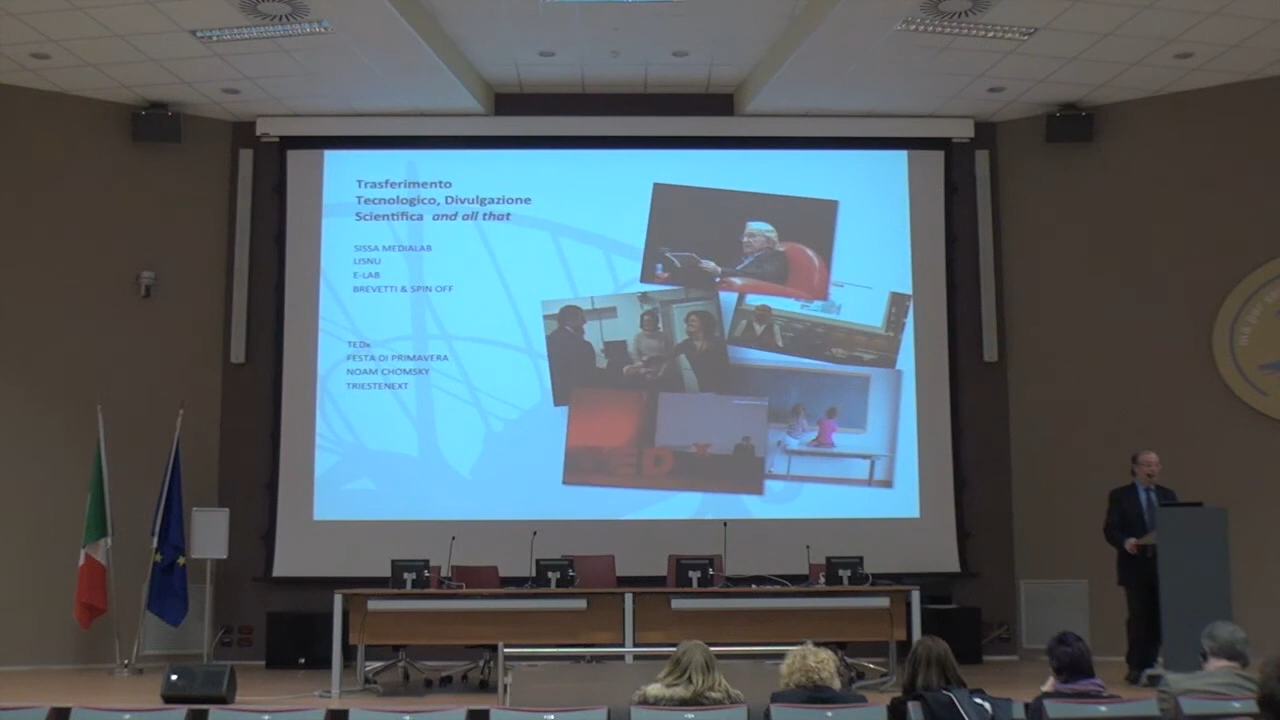 Trasferimento
Tecnologico, Divulgazione
Scientifica and all that
SISSA MEDIALAB
LISNU
E-LAB
BREVETTI & SPIN OFF
TEDx
FESTA DI PRIMAVERA
NOAM CHOMSKY
TRIESTENEXT
TED